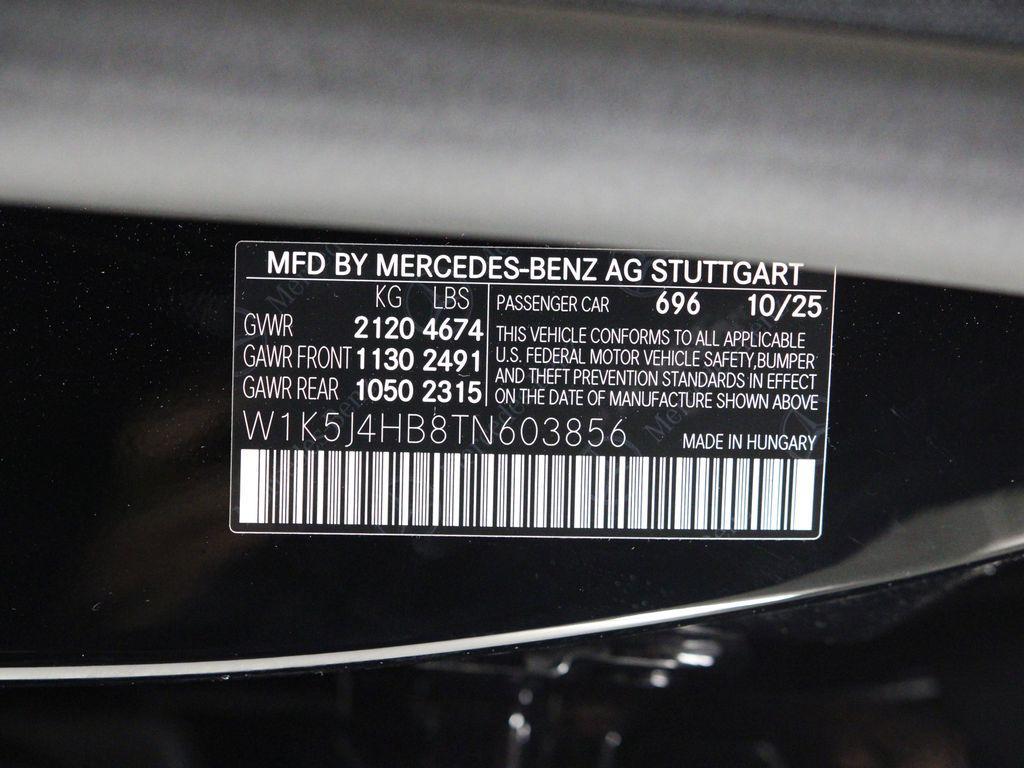 MFD BY MERCEDES-BENZ AG STUTTGART
KG LBS
GVWR 2120 4674
GAWR FRONT 1130 2491
GAWR REAR 1050 2315
PASSENGER CAR 696 10/25
THIS VEHICLE CONFORMS TO ALL APPLICABLE
U.S. FEDERAL MOTOR VEHICLE SAFETY,BUMPER
AND THEFT PREVENTION STANDARDS IN EFFECT
ON THE DATE OF MANUFACTURE SHOWN ABOVE
W1K5J4HB8TN603856
MADE IN HUNGARY